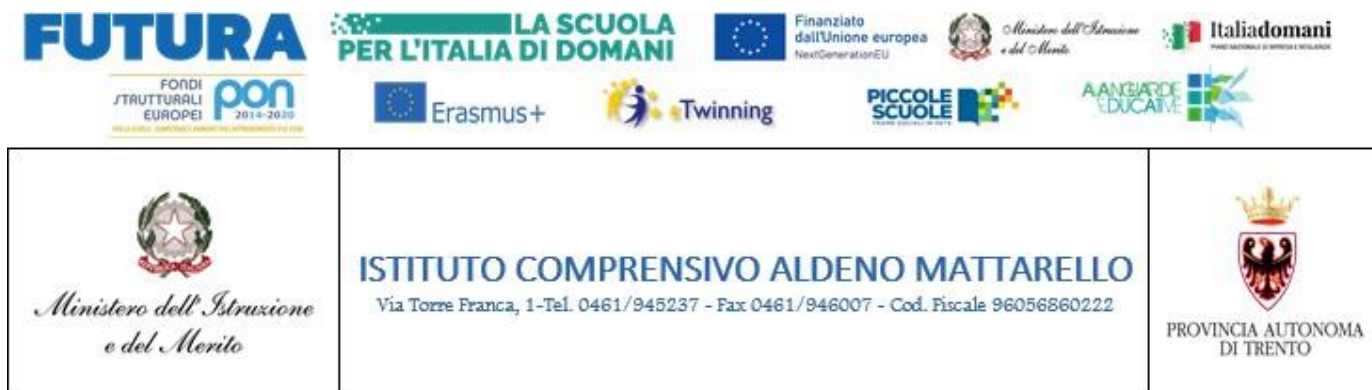 FUTURA
LA SCUOLA
PER L'ITALIA DI DOMANI
Finanziato
dall'Unione europea
NextGenerationEU
Ministero dell'Istruzione
e del Merito
Italiadomani
FONDI
STRUTTURALI
EUROPEI
pon
2014-2020
Erasmus+
eTwinning
PICCOLE
SCUOLE
AVANGUARDIE
EDUCATIVE
ISTITUTO COMPRENSIVO ALDENO MATTARELLO
Via Torre Franca, 1-Tel. 0461/945237 - Fax 0461/946007 - Cod. Fiscale 96056860222
Ministero dell'Istruzione
e del Merito
PROVINCIA AUTONOMA
DI TRENTO